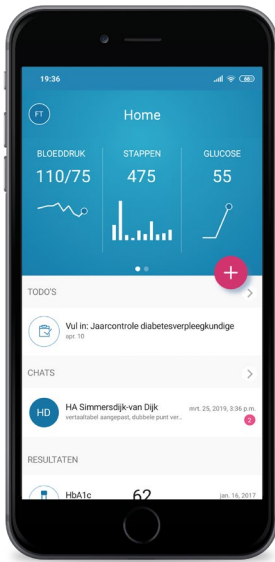 19:36
66
FT
Home
BLOEDDRUK STAPPEN GLUCOSE
110/75 475 55
+
TODO'S
Vul in: Jaarcontrole diabetesverpleegkundige
apr. 10
CHATS
HD
HA Simmersdijk-van Dijk mrt. 25, 2019, 3:36 p.m.
vertaaltabel aangepast, dubbele punt ver.. 2
RESULTATEN
HbA1c 62 jan. 16, 2017